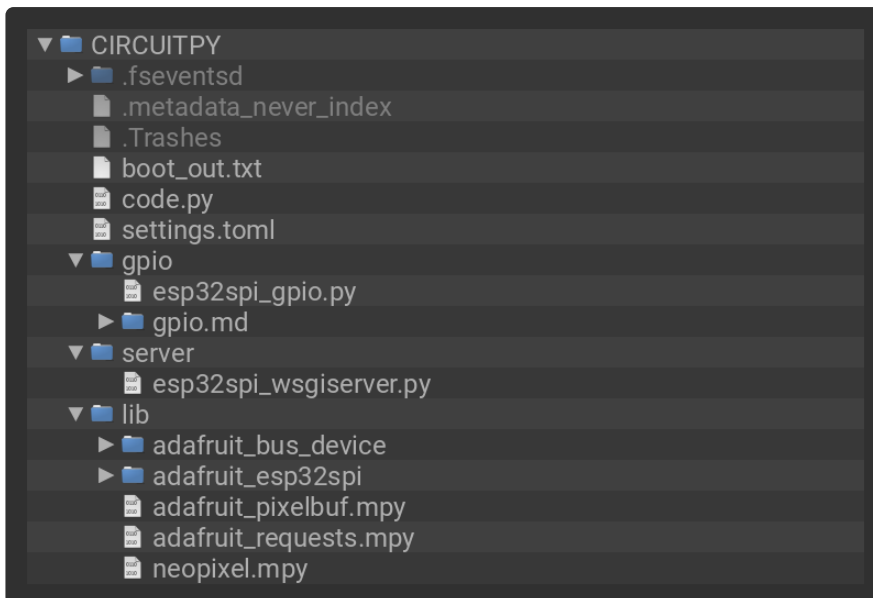 CIRCUITPY
.fseventsd
.metadata_never_index
.Trashes
boot_out.txt
code.py
settings.toml
gpio
esp32spi_gpio.py
gpio.md
server
esp32spi_wsgiserver.py
lib
adafruit_bus_device
adafruit_esp32spi
adafruit_pixelbuf.mpy
adafruit_requests.mpy
neopixel.mpy